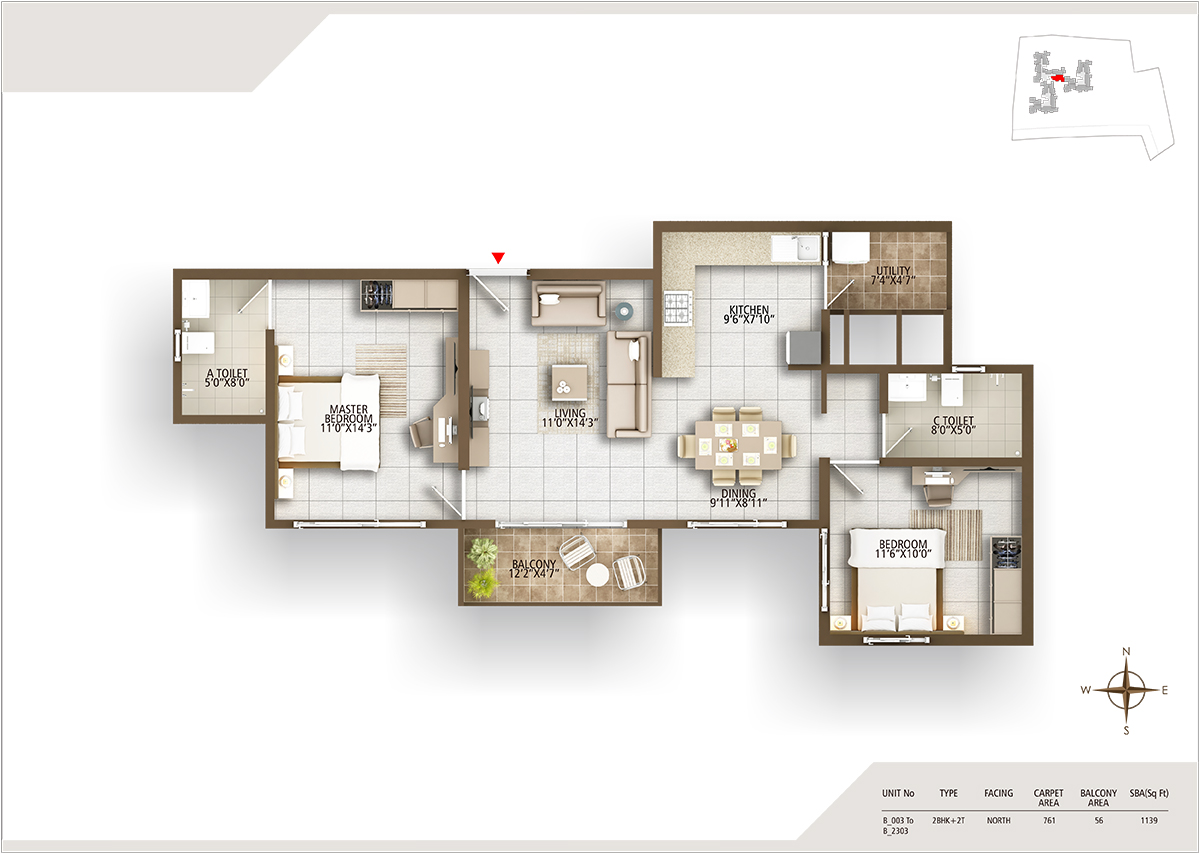 UTILITY
7'4"X4'7"
KITCHEN
9'6"X7'10"
A TOILET
5'0"X8'0"
MASTER
BEDROOM
11'0"X14'3"
LIVING
11'0"X14'3"
C TOILET
8'0"X5'0"
DINING
9'11"X8'11"
BEDROOM
11'6"X10'0"
BALCONY
12'2"X4'7"
N
W E
S
UNIT No TYPE FACING CARPET AREA BALCONY AREA SBA(Sq Ft)
B_003 To B_2303 2BHK+2T NORTH 761 56 1139